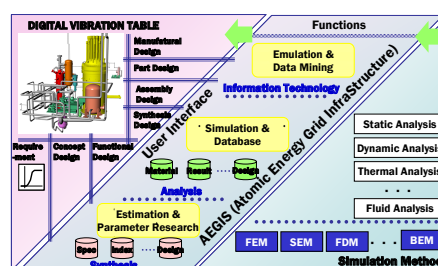 DIGITAL VIBRATION TABLE
Functions
Manufatural
Design
Part Design
Assembly
Design
Synthesis
Design
Require
-ment
Concept
Design
Functional
Design
User Interface
Emulation &
Data Mining
Information Technology
Simulation &
Database
Material
Result
Design
Analysis
Estimation &
Parameter Research
Spec
Index
Design
Synthesis
AEGIS (Atomic Energy Grid InfraStructure)
Static Analysis
Dynamic Analysis
Thermal Analysis
. . .
Fluid Analysis
FEM
SEM
FDM
. . .
BEM
Simulation Method